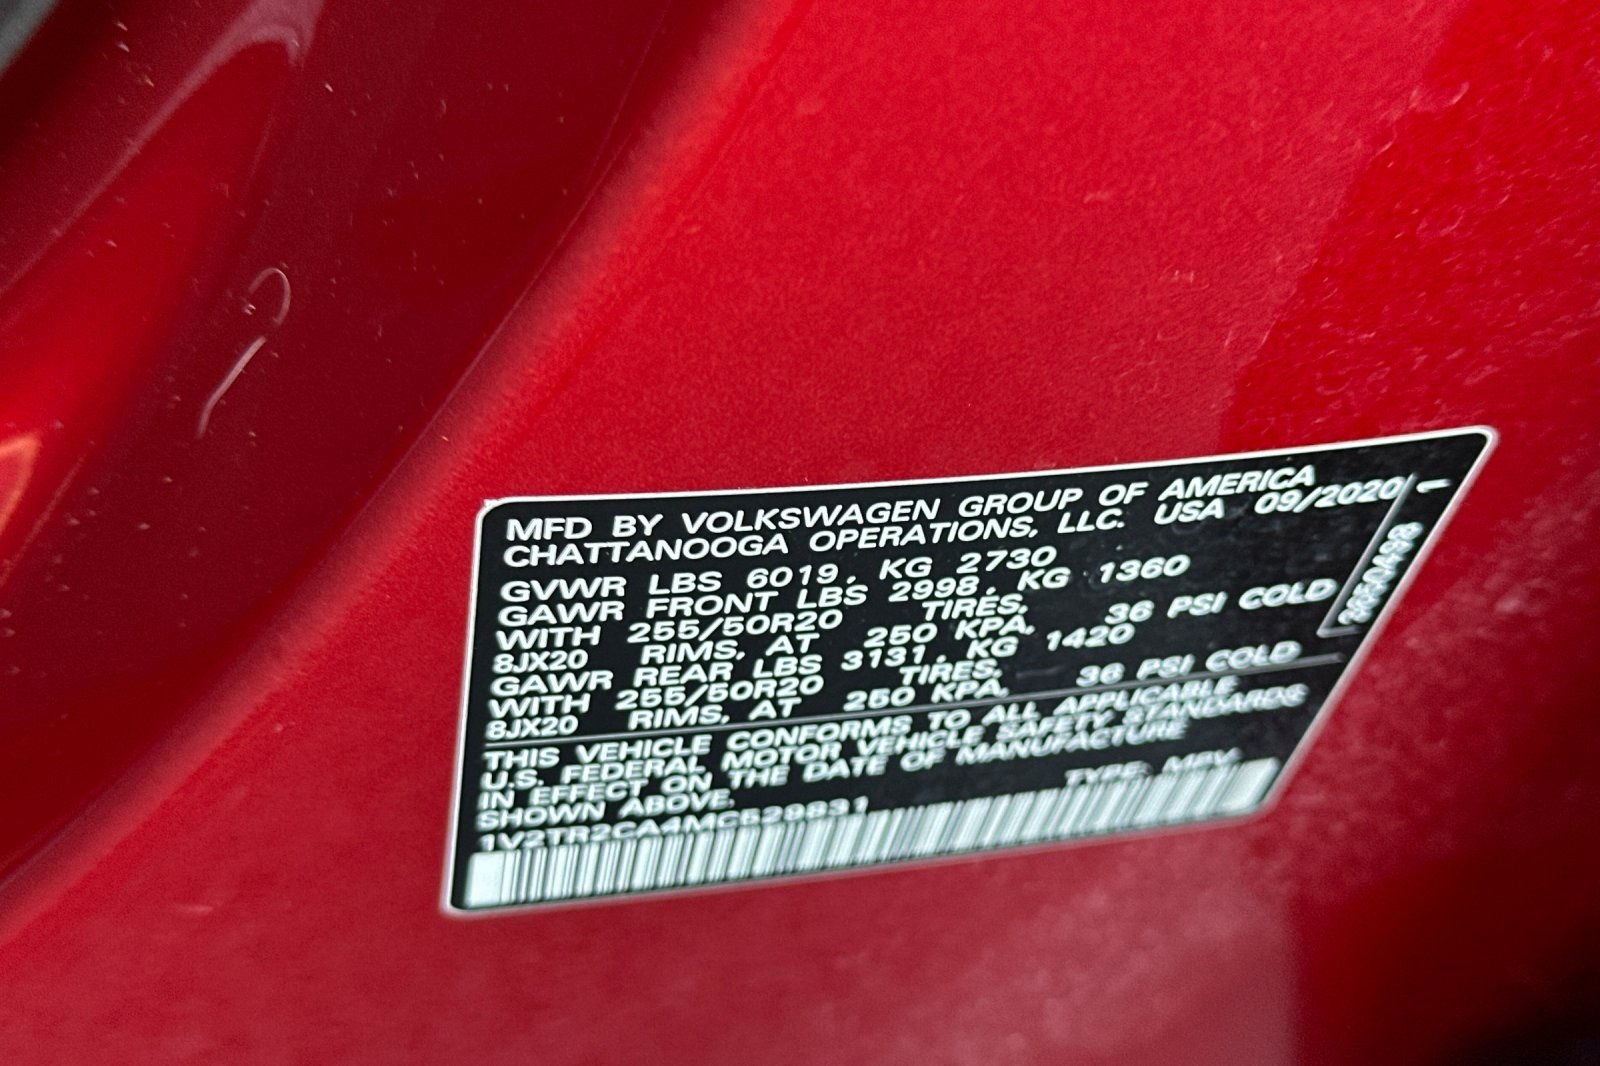 MFD BY VOLKSWAGEN GROUP OF AMERICA
CHATTANOOGA OPERATIONS, LLC. USA 09/2020
GVWR LBS 6019, KG 2730
GAWR FRONT LBS 2998, KG 1360
WITH 255/50R20 TIRES,
8JX20 RIMS, AT 250 KPA, 36 PSI COLD
GAWR REAR LBS 3131, KG 1420
WITH 255/50R20 TIRES,
8JX20 RIMS, AT 250 KPA, 36 PSI COLD
THIS VEHICLE CONFORMS TO ALL APPLICABLE
U.S. FEDERAL MOTOR VEHICLE SAFETY STANDARDS
IN EFFECT ON THE DATE OF MANUFACTURE
SHOWN ABOVE.
1V2TR2CA4MC529831 TYPE: MPV
1